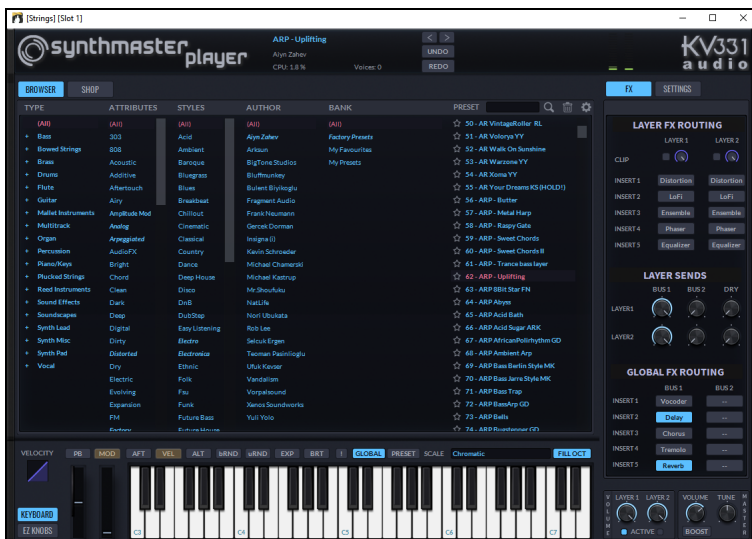 [Strings] [Slot 1]
synthmaster player
ARP - Uplifting
Aiyn Zahev
CPU: 1.8 %
Voices: 0
< >
UNDO
REDO
KV331 audio
BROWSER SHOP
FX SETTINGS
TYPE ATTRIBUTES STYLES AUTHOR BANK PRESET
(All) (All) (All) (All) (All) 50 - AR VintageRoller RL
+ Bass 303 Acid Aiyn Zahev Factory Presets 51 - AR Volorya YY
+ Bowed Strings 808 Ambient Arksun My Favourites 52 - AR Walk On Sunshine
+ Brass Acoustic Baroque BigTone Studios My Presets 53 - AR Warzone YY
+ Drums Additive Bluegrass Bluffmunkey 54 - AR Xoma YY
+ Flute Aftertouch Blues Bulent Biyikoglu 55 - AR Your Dreams KS (HOLD!)
+ Guitar Airy Breakbeat Fragment Audio 56 - ARP - Butter
+ Mallet Instruments Amplitude Mod Chillout Frank Neumann 57 - ARP - Metal Harp
+ Multitrack Analog Cinematic Gercek Dorman 58 - ARP - Raspy Gate
+ Organ Arpeggiated Classical Insigna (i) 59 - ARP - Sweet Chords
+ Percussion AudioFX Country Kevin Schroeder 60 - ARP - Sweet Chords II
+ Piano/Keys Bright Dance Michael Chamerski 61 - ARP - Trance bass layer
+ Plucked Strings Chord Deep House Michael Kastrup 62 - ARP - Uplifting
+ Reed Instruments Clean Disco Mr.Shoufuku 63 - ARP 8Bit Star FN
+ Sound Effects Dark DnB NatLife 64 - ARP Abyss
+ Soundscapes Deep DubStep Nori Ubukata 65 - ARP Acid Bath
+ Synth Lead Digital Easy Listening Rob Lee 66 - ARP Acid Sugar ARK
+ Synth Misc Dirty Electro Selcuk Ergen 67 - ARP AfricanPolirhythm GD
+ Synth Pad Distorted Electronica Teoman Pasinlioglu 68 - ARP Ambient Arp
+ Vocal Dry Ethnic Ufuk Kevser 69 - ARP Bass Berlin Style MK
Electric Folk Vandalism 70 - ARP Bass Jarre Style MK
Evolving Fsu Vorpalsound 71 - ARP Bass Trap
Expansion Funk Xenos Soundworks 72 - ARP BassArp GD
FM Future Bass Yuli Yolo 73 - ARP Bells
Factory Future House 74 - ARP Bugstepper GD
LAYER FX ROUTING
LAYER 1 LAYER 2
CLIP
INSERT 1 Distortion Distortion
INSERT 2 LoFi LoFi
INSERT 3 Ensemble Ensemble
INSERT 4 Phaser Phaser
INSERT 5 Equalizer Equalizer
LAYER SENDS
BUS 1 BUS 2 DRY
LAYER1
LAYER2
GLOBAL FX ROUTING
BUS 1 BUS 2
INSERT 1 Vocoder --
INSERT 2 Delay --
INSERT 3 Chorus --
INSERT 4 Tremolo --
INSERT 5 Reverb --
VELOCITY PB MOD AFT VEL ALT bRND uRND EXP BRT ! GLOBAL PRESET SCALE Chromatic FILL OCT
KEYBOARD
EZ KNOBS
C3 C4 C5 C6 C7
VOLUME LAYER 1 LAYER 2 VOLUME TUNE MASTER
ACTIVE BOOST